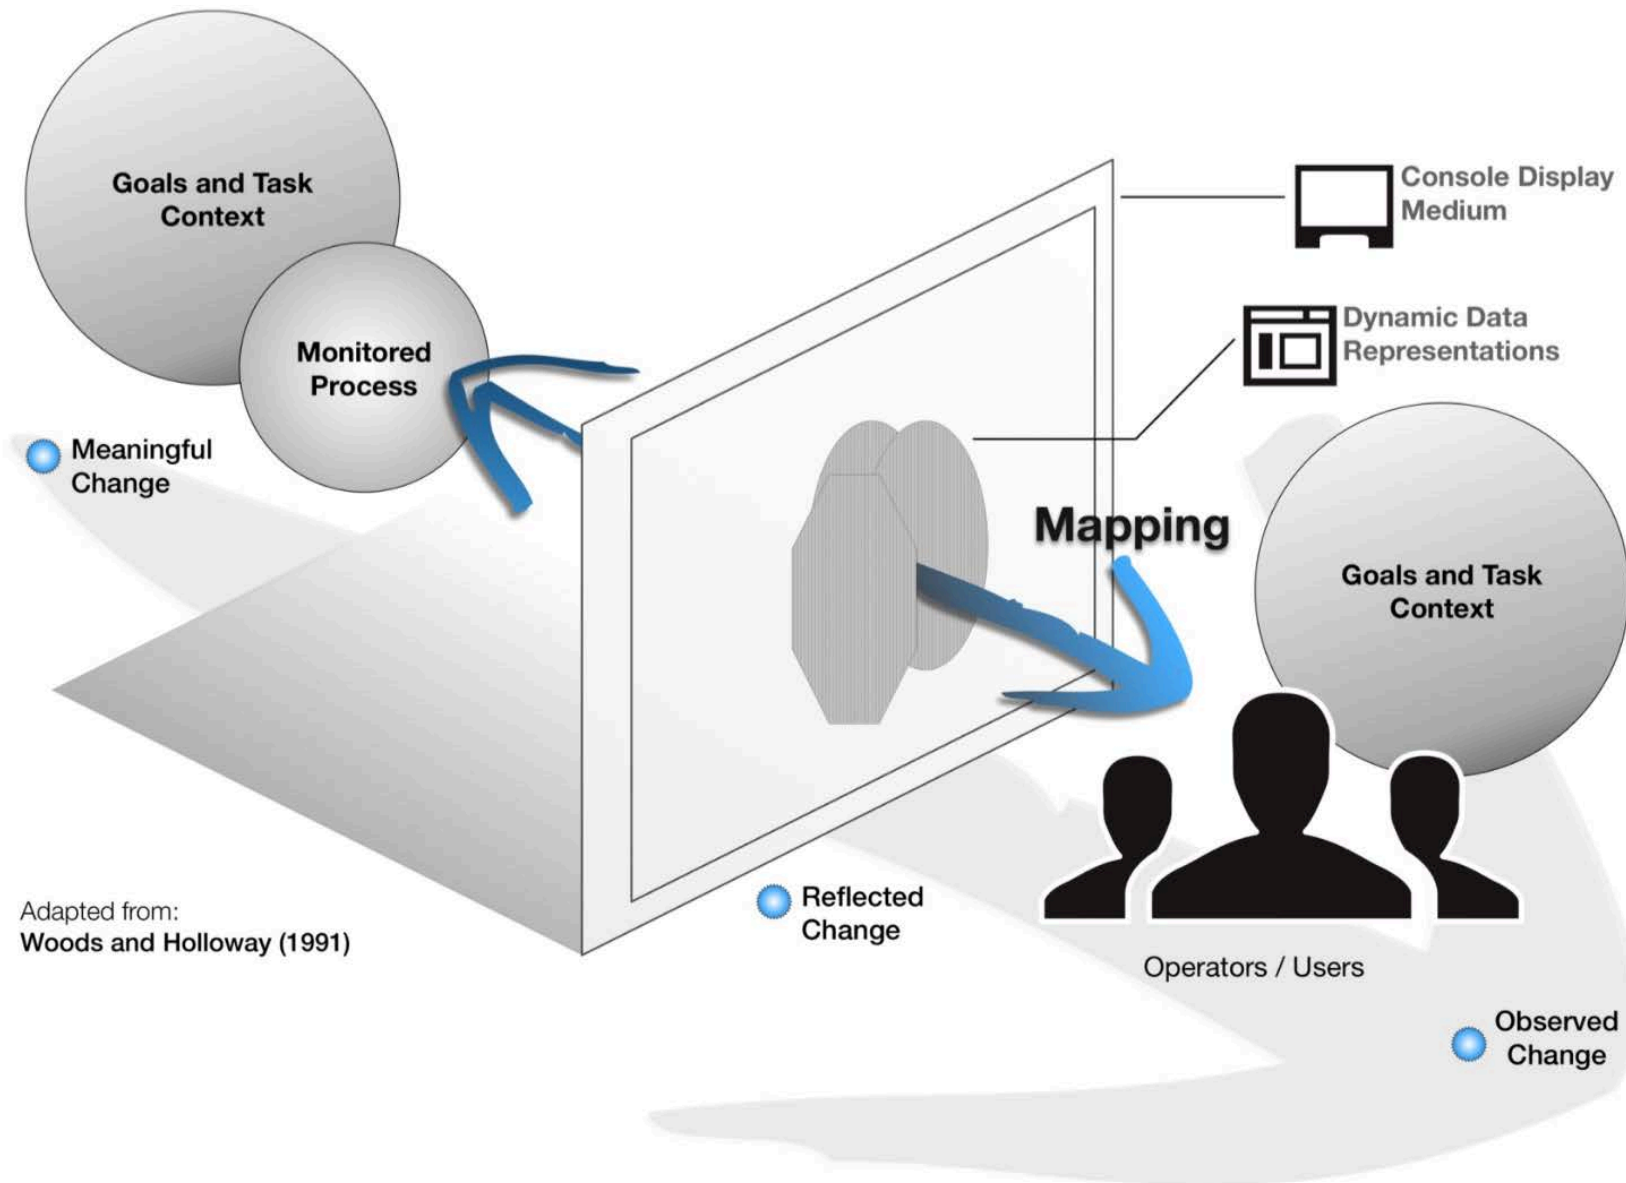 Goals and Task
Context
Monitored
Process
Meaningful
Change
Console Display
Medium
Dynamic Data
Representations
Mapping
Goals and Task
Context
Reflected
Change
Operators / Users
Observed
Change
Adapted from:
Woods and Holloway (1991)